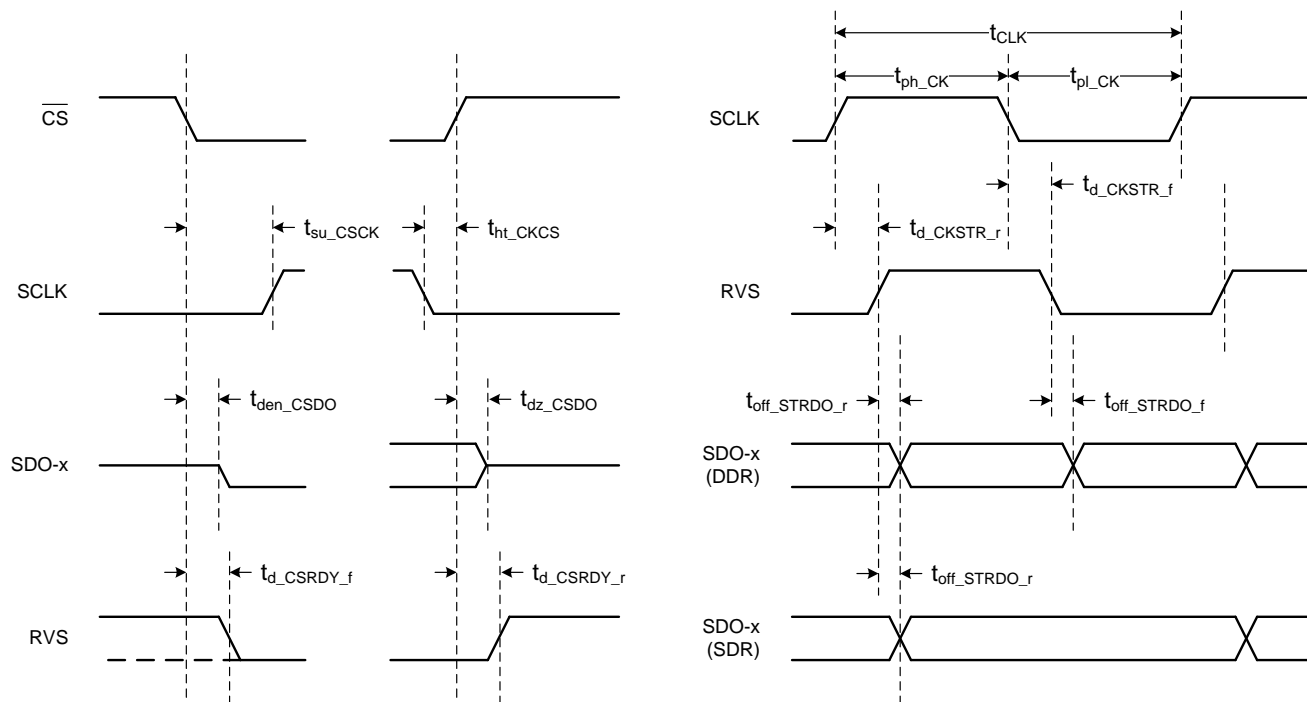 CS
SCLK
t_su_CSCK
t_ht_CKCS
SDO-x
t_den_CSDO
t_dz_CSDO
RVS
t_d_CSRDY_f
t_d_CSRDY_r
t_CLK
t_ph_CK
t_pl_CK
SCLK
t_d_CKSTR_f
t_d_CKSTR_r
RVS
t_off_STRDO_r
t_off_STRDO_f
SDO-x
(DDR)
t_off_STRDO_r
SDO-x
(SDR)